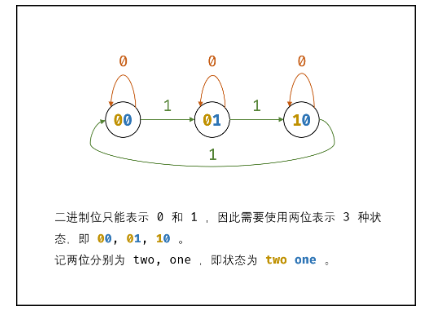 0 0 0
1 1
00 01 10
1
二进制位只能表示 0 和 1 ，因此需要使用两位表示 3 种状
态，即 00, 01, 10 。
记两位分别为 two, one ，即状态为 two one 。